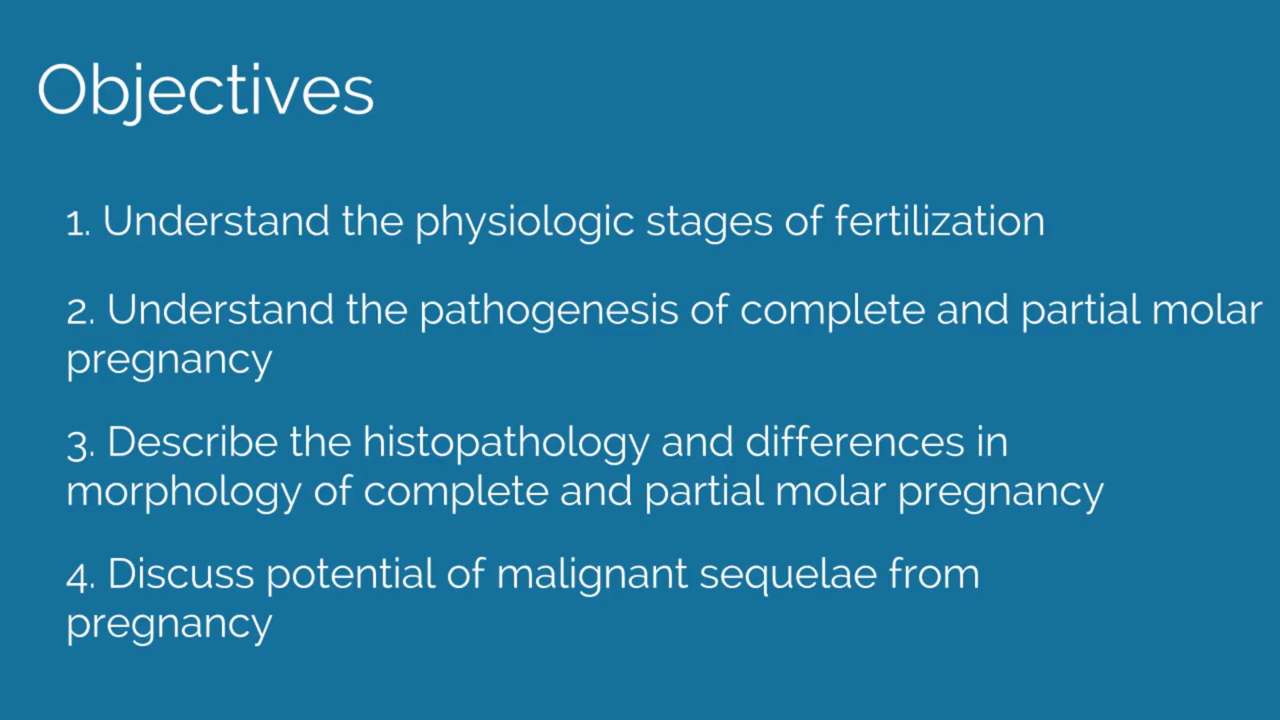 Objectives
1. Understand the physiologic stages of fertilization
2. Understand the pathogenesis of complete and partial molar
pregnancy
3. Describe the histopathology and differences in
morphology of complete and partial molar pregnancy
4. Discuss potential of malignant sequelae from
pregnancy